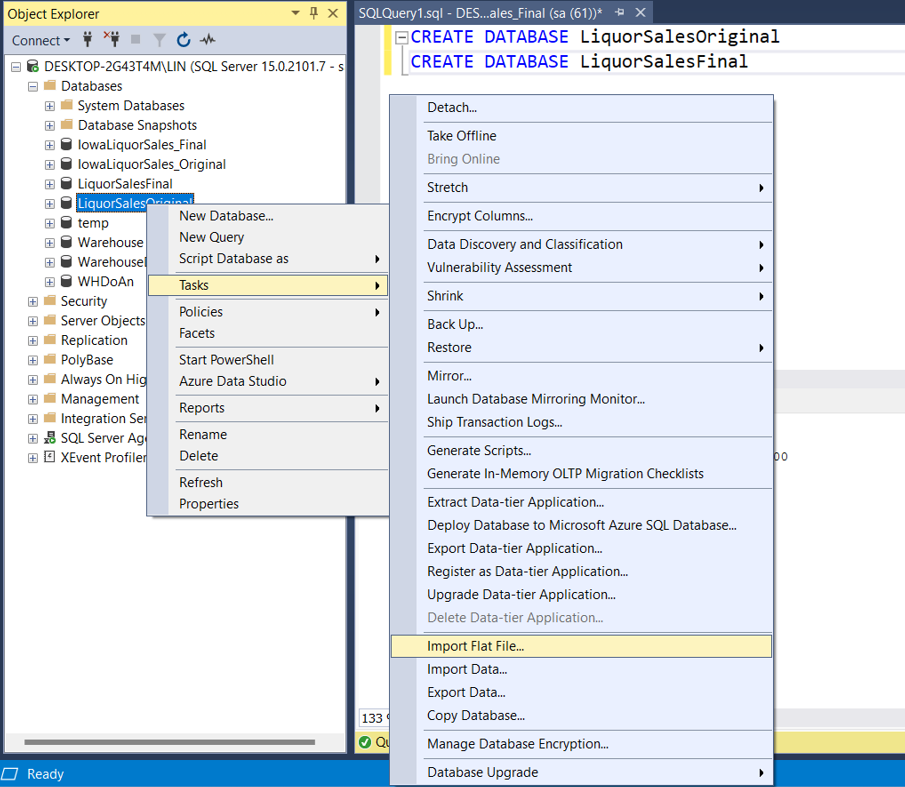 Object Explorer
Connect
DESKTOP-2G43T4M\LIN (SQL Server 15.0.2101.7 - s
Databases
System Databases
Database Snapshots
IowaLiquorSales_Final
IowaLiquorSales_Original
LiquorSalesFinal
LiquorSalesOriginal
temp
Warehouse
WHDoAn
Security
Server Objects
Replication
PolyBase
Always On Hig
Management
Integration Ser
SQL Server Age
XEvent Profiler
New Database...
New Query
Script Database as
Tasks
Policies
Facets
Start PowerShell
Azure Data Studio
Reports
Rename
Delete
Refresh
Properties
SQLQuery1.sql - DES...ales_Final (sa (61))*
CREATE DATABASE LiquorSalesOriginal
CREATE DATABASE LiquorSalesFinal
Detach...
Take Offline
Bring Online
Stretch
Encrypt Columns...
Data Discovery and Classification
Vulnerability Assessment
Shrink
Back Up...
Restore
Mirror...
Launch Database Mirroring Monitor...
Ship Transaction Logs...
Generate Scripts...
Generate In-Memory OLTP Migration Checklists
Extract Data-tier Application...
Deploy Database to Microsoft Azure SQL Database...
Export Data-tier Application...
Register as Data-tier Application...
Upgrade Data-tier Application...
Delete Data-tier Application...
Import Flat File...
Import Data...
Export Data...
Copy Database...
Manage Database Encryption...
Database Upgrade
00
133
Qu
Ready